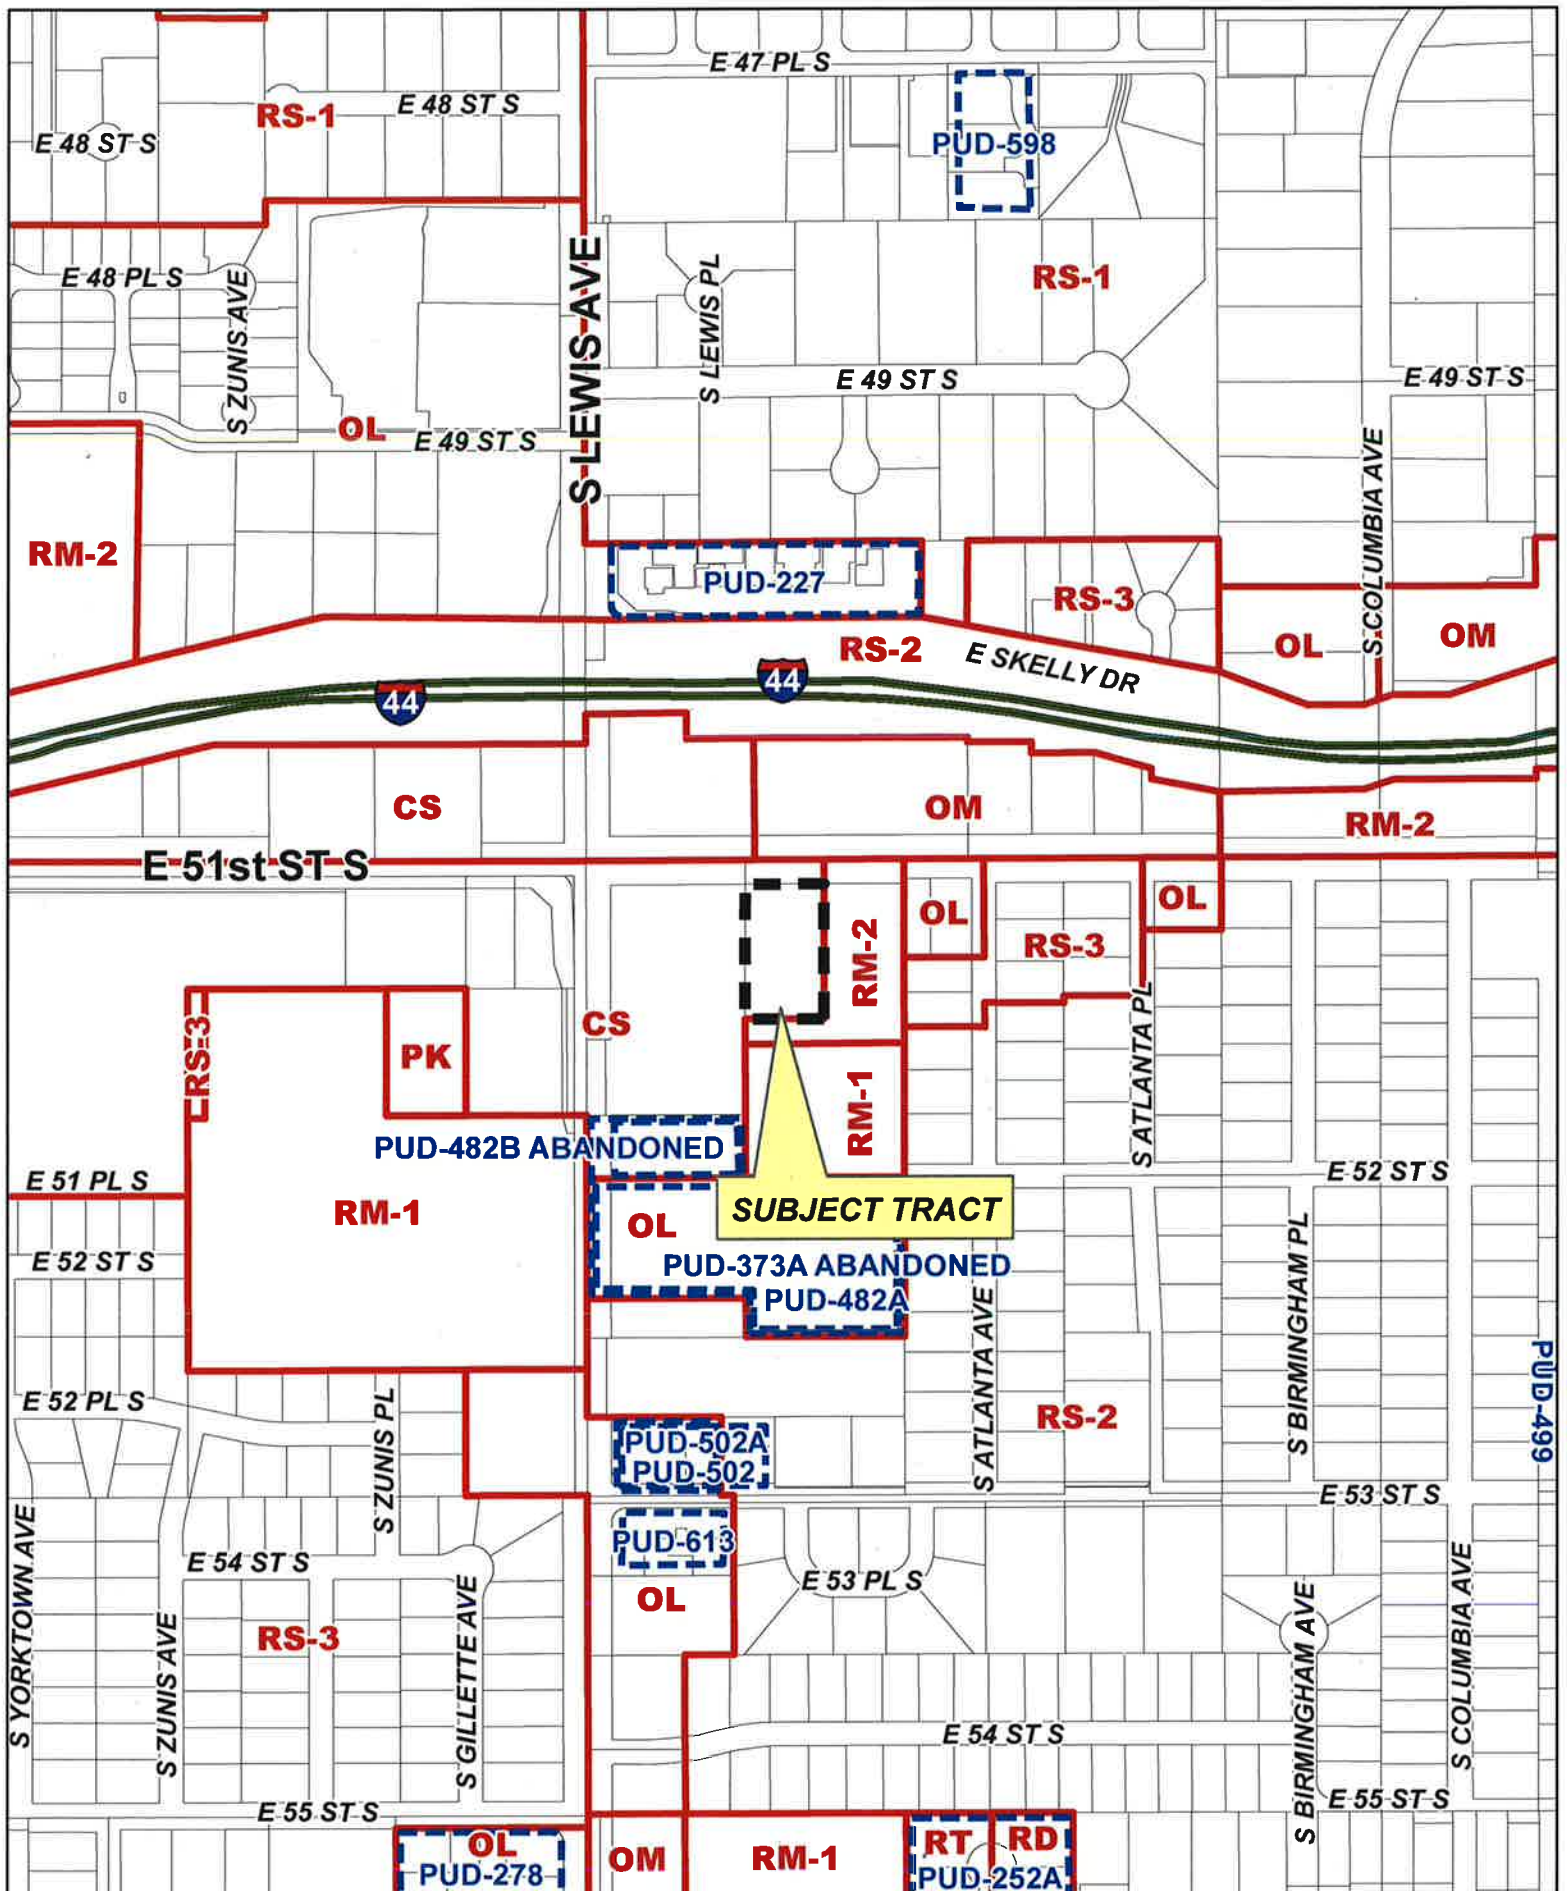 E 47 PL S
RS-1
E 48 ST S
E 48 ST S
PUD-598
E 48 PL S
S ZUNIS AVE
S LEWIS AVE
S LEWIS PL
RS-1
E 49 ST S
E 49 ST S
OL
E 49 ST S
S COLUMBIA AVE
RM-2
PUD-227
RS-3
OL
OM
RS-2
E SKELLY DR
44
44
CS
OM
RM-2
E 51st ST S
RM-2
OL
RS-3
OL
RS-3
PK
CS
RM-1
S ATLANTA PL
PUD-482B ABANDONED
E 51 PL S
E 52 ST S
RM-1
OL
SUBJECT TRACT
E 52 ST S
PUD-373A ABANDONED
PUD-482A
S ATLANTA AVE
S BIRMINGHAM PL
PUD-499
E 52 PL S
S ZUNIS PL
RS-2
PUD-502A
PUD-502
E 53 ST S
S YORKTOWN AVE
PUD-613
E 54 ST S
E 53 PL S
OL
S ZUNIS AVE
RS-3
S GILLETTE AVE
S BIRMINGHAM AVE
S COLUMBIA AVE
E 54 ST S
E 55 ST S
E 55 ST S
OL
PUD-278
OM
RM-1
RT
RD
PUD-252A